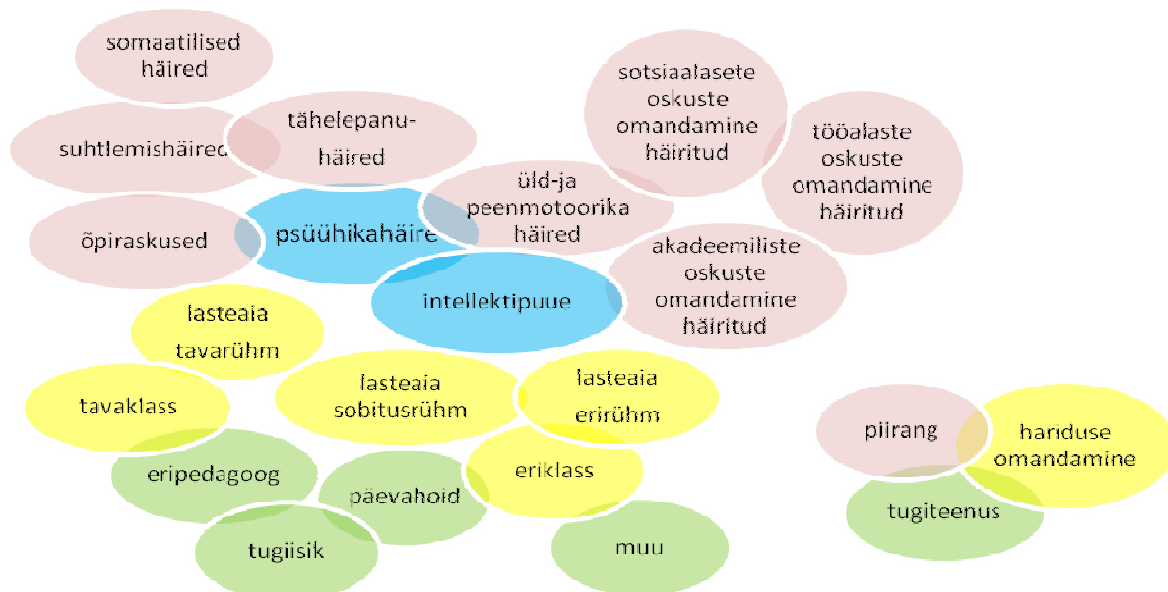 somaatilised
häired
suhtlemishäired
tähelepanu-
häired
sotsiaalasete
oskuste
omandamine
häiritud
tööalaste
oskuste
omandamine
häiritud
õpiraskused
psüühikahäire
üld-ja
peenmotoorika
häired
akadeemiliste
oskuste
omandamine
häiritud
intellektipuue
lasteaia
tavarühm
tavaklass
lasteaia
sobitusrühm
lasteaia
erirühm
eripedagoog
päevahoid
eriklass
tugiisik
muu
piirang
hariduse
omandamine
tugiteenus